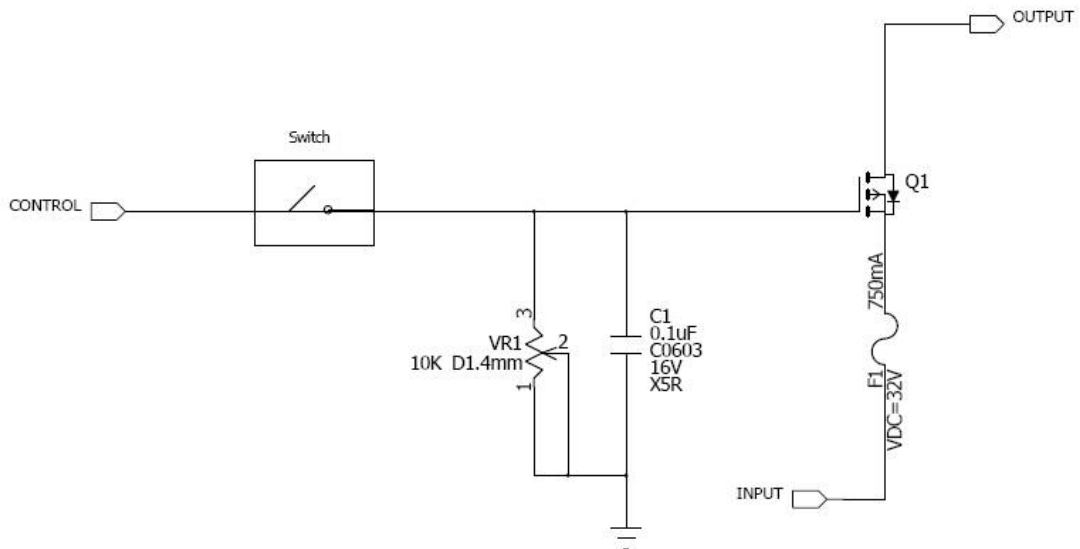 OUTPUT
Switch
CONTROL
Q1
750mA
3
VR1
2
10K D1.4mm
1
C1
0.1uF
C0603
16V
X5R
F1
VDC=32V
INPUT